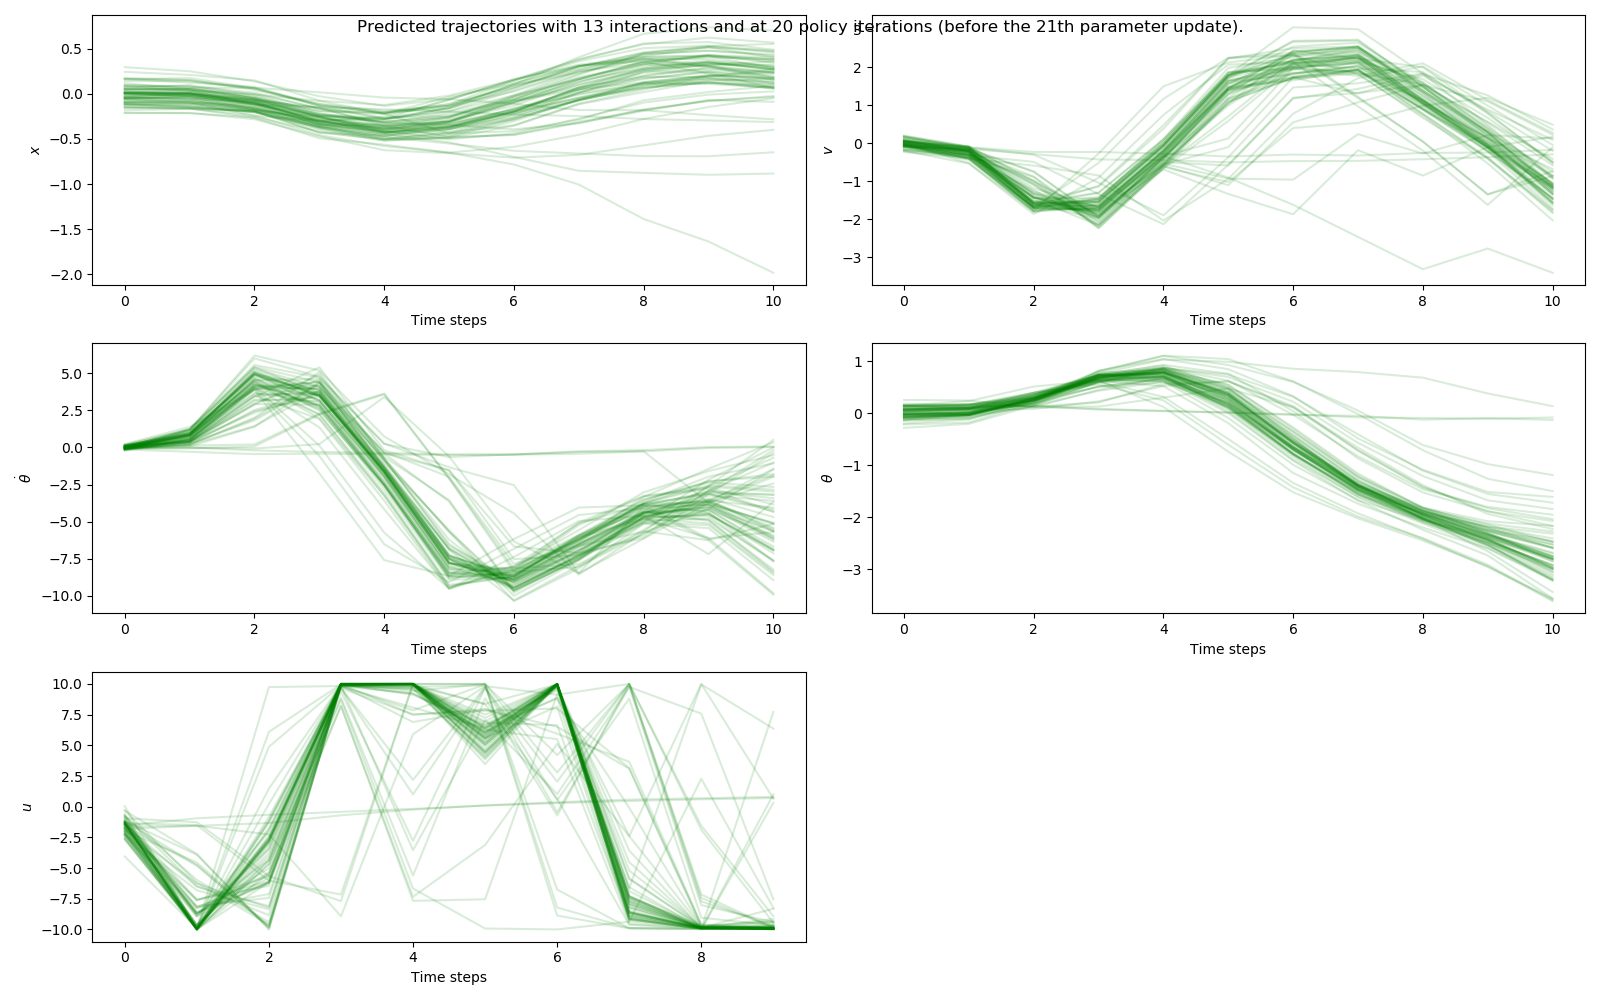 Predicted trajectories with 13 interactions and at 20 policy iterations (before the 21th parameter update).
0.5
0.0
−0.5
−1.0
−1.5
−2.0
x
0 2 4 6 8 10
Time steps
3
2
1
0
−1
−2
−3
v
0 2 4 6 8 10
Time steps
5.0
2.5
0.0
−2.5
−5.0
−7.5
−10.0
θ̇
0 2 4 6 8 10
Time steps
1
0
−1
−2
−3
θ
0 2 4 6 8 10
Time steps
10.0
7.5
5.0
2.5
0.0
−2.5
−5.0
−7.5
−10.0
u
0 2 4 6 8
Time steps